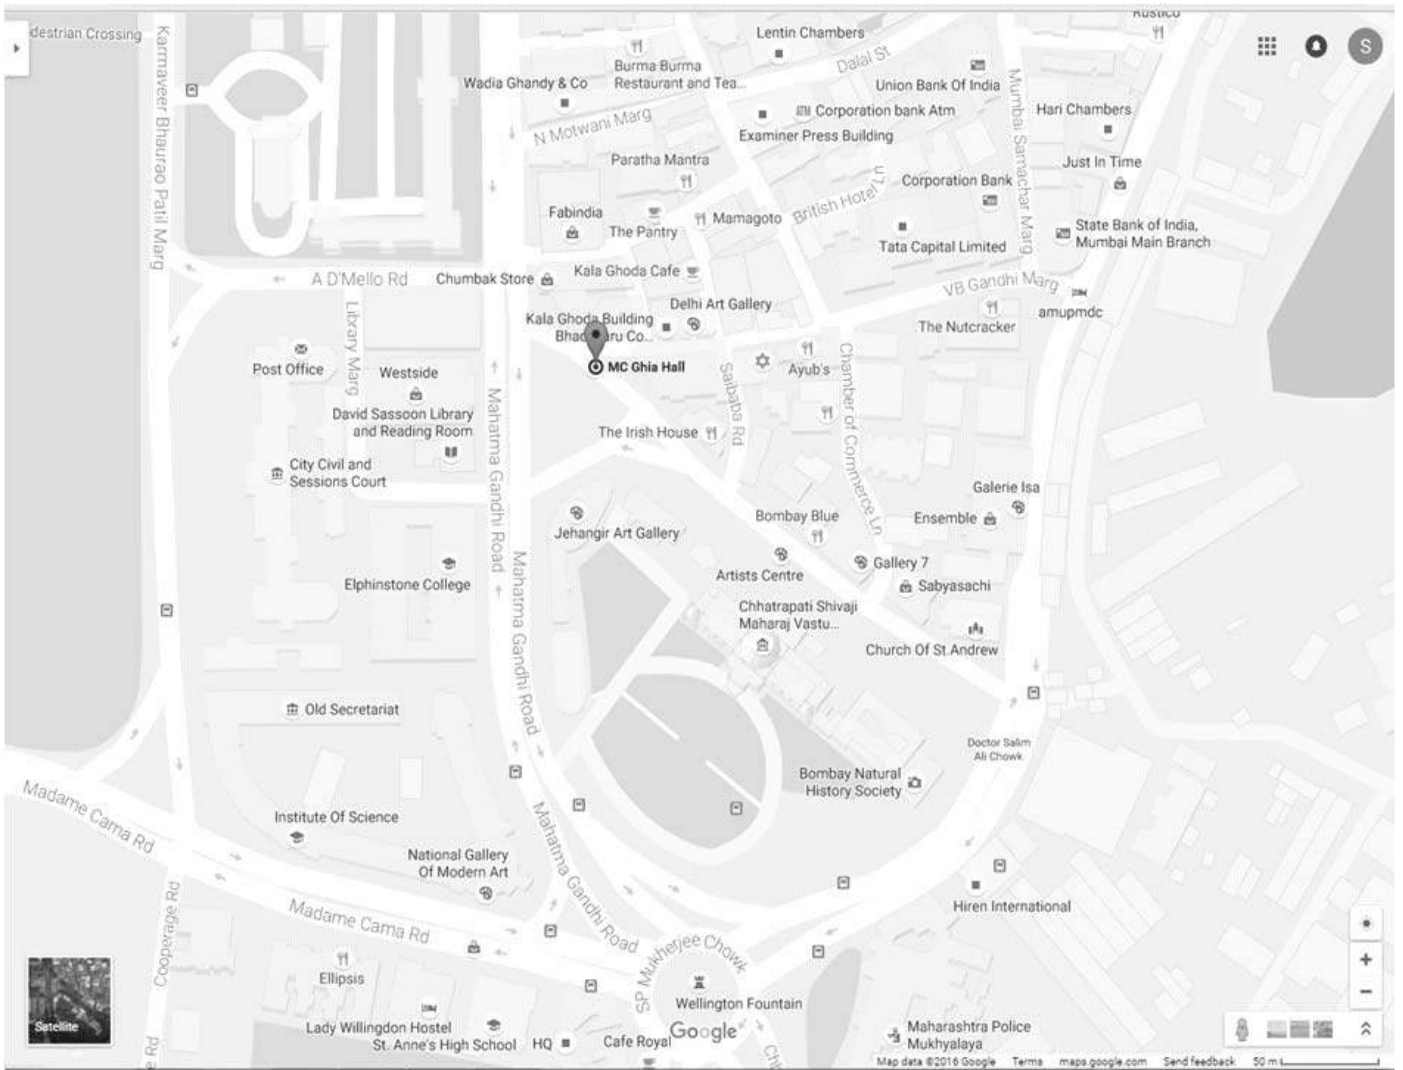 destrian Crossing
Karmaveer Bhaurao Patil Marg
Rustico
S
Lentin Chambers
Burma Burma
Restaurant and Tea...
Dalal St
Wadia Ghandy & Co
Union Bank Of India
Mumbai Samachar Marg
Hari Chambers
N Motwani Marg
ATM Corporation bank Atm
Examiner Press Building
Paratha Mantra
Just In Time
Corporation Bank
British Hotel Ln
Fabindia
The Pantry
Mamagoto
State Bank of India,
Mumbai Main Branch
Tata Capital Limited
A D'Mello Rd
Chumbak Store
Kala Ghoda Cafe
VB Gandhi Marg
amupmdc
Library Marg
Delhi Art Gallery
Kala Ghoda Building
The Nutcracker
Post Office
MC Ghia Hall
Ayub's
Westside
Saibaba Rd
Chamber of Commerce Ln
David Sassoon Library
and Reading Room
Mahatma Gandhi Road
The Irish House
City Civil and
Sessions Court
Galerie Isa
Bombay Blue
Ensemble
Jehangir Art Gallery
Mahatma Gandhi Road
Artists Centre
Gallery 7
Elphinstone College
Sabyasachi
Chhatrapati Shivaji
Maharaj Vastu...
Church Of St.Andrew
Old Secretariat
Doctor Salim
Ali Chowk
Bombay Natural
History Society
Madame Cama Rd
Institute Of Science
Mahatma Gandhi Road
National Gallery
Of Modern Art
Hiren International
Cooperage Rd
Madame Cama Rd
SP Mukherjee Chowk
Ellipsis
Wellington Fountain
Satellite
Lady Willingdon Hostel
St. Anne's High School
HQ
Cafe Royal
Google
Maharashtra Police
Mukhyalaya
e Rd
Map data ©2016 Google Terms maps.google.com Send feedback 50 m